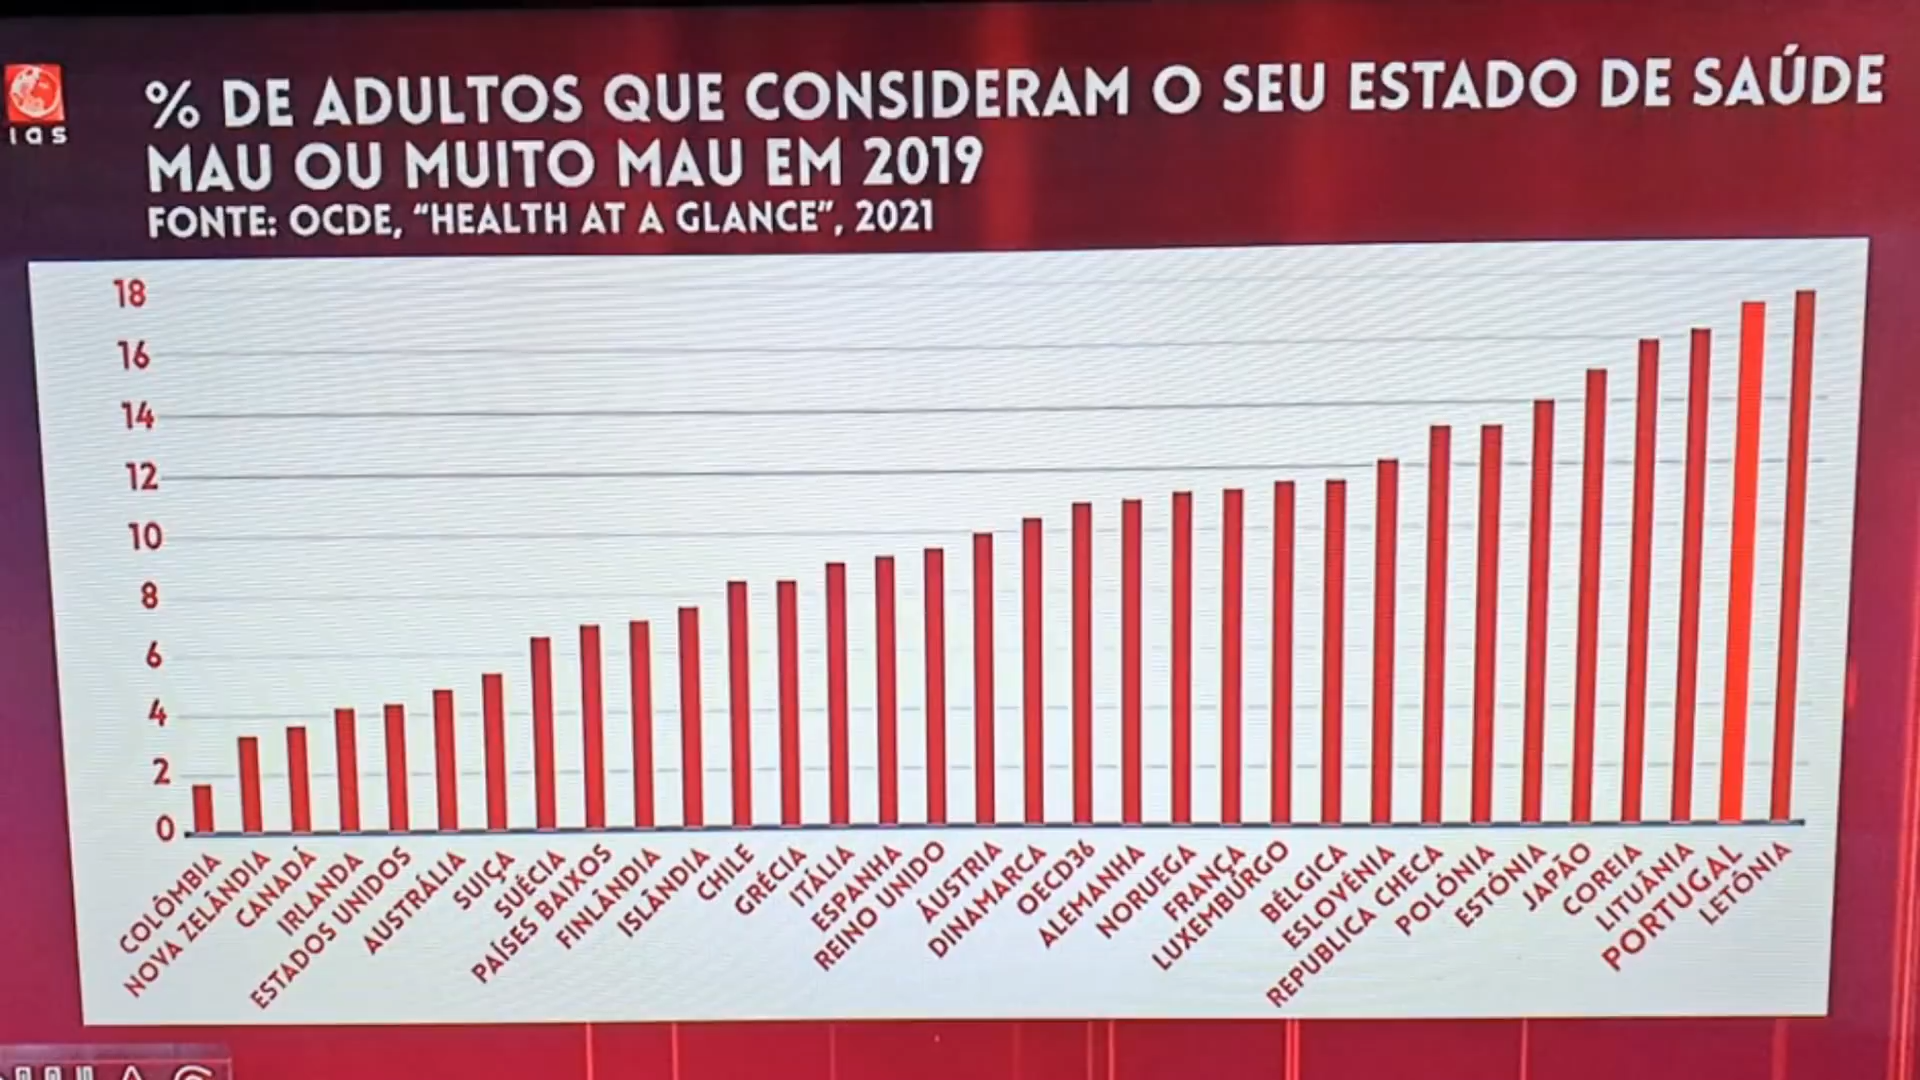 % DE ADULTOS QUE CONSIDERAM O SEU ESTADO DE SAÚDE
MAU OU MUITO MAU EM 2019
FONTE: OCDE, “HEALTH AT A GLANCE”, 2021
ias
18
16
14
12
10
8
6
4
2
0
COLÔMBIA
NOVA ZELÂNDIA
CANADÁ
IRLANDA
ESTADOS UNIDOS
AUSTRÁLIA
SUIÇA
SUÉCIA
PAÍSES BAIXOS
FINLÂNDIA
ISLÂNDIA
CHILE
GRÉCIA
ITÁLIA
ESPANHA
REINO UNIDO
ÁUSTRIA
DINAMARCA
OECD36
ALEMANHA
NORUEGA
FRANÇA
LUXEMBURGO
BÉLGICA
ESLOVÉNIA
REPUBLICA CHECA
POLÓNIA
ESTÓNIA
JAPÃO
COREIA
LITUÂNIA
PORTUGAL
LETÓNIA